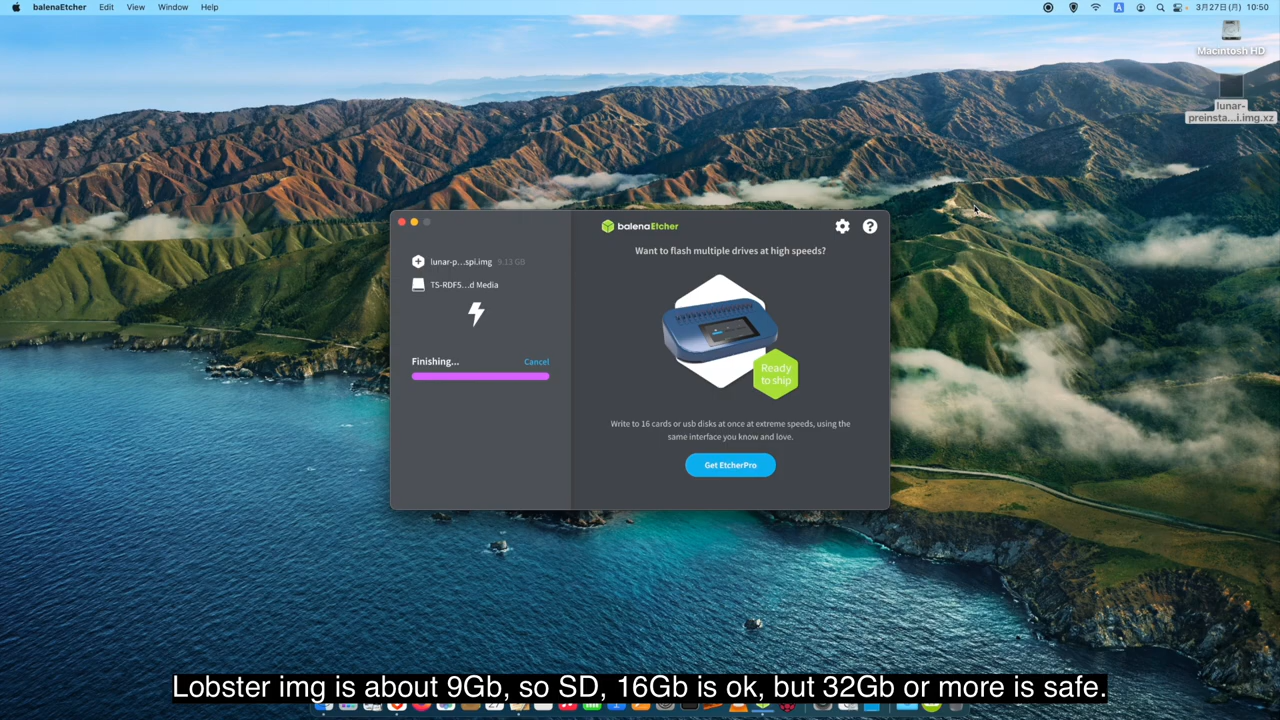 balenaEtcher Edit View Window Help
A 3月27日(月) 10:50
Macintosh HD
lunar-
preinsta...i.img.xz
balenaEtcher
Want to flash multiple drives at high speeds?
lunar-p...spi.img 9.13 GB
TS-RDF5...d Media
Finishing... Cancel
Ready
to ship
Write to 16 cards or usb disks at once at extreme speeds, using the
same interface you know and love.
Get EtcherPro
Lobster img is about 9Gb, so SD, 16Gb is ok, but 32Gb or more is safe.